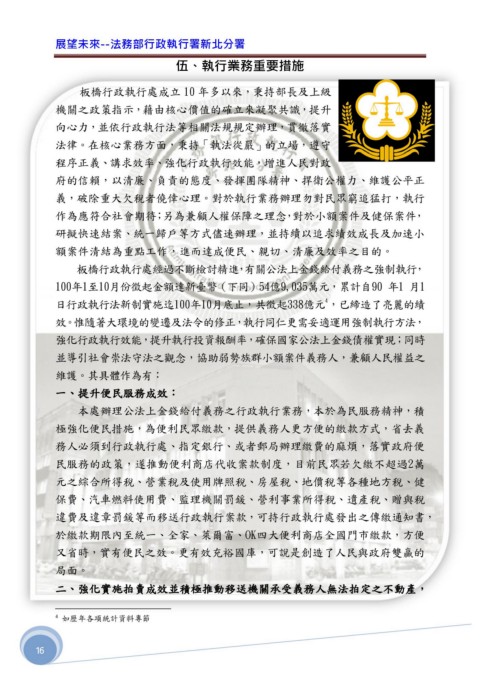 展望未來--法務部行政執行署新北分署
伍、執行業務重要措施
板橋行政執行處成立 10 年多以來，秉持部長及上級
機關之政策指示，藉由核心價值的確立來凝聚共識，提升
向心力，並依行政執行法等相關法規規定辦理，貫徹落實
法律。在核心業務方面，秉持「執法從嚴」的立場，遵守
程序正義、講求效率、強化行政執行效能，增進人民對政
府的信賴，以清廉、負責的態度、發揮團隊精神、捍衛公權力、維護公平正
義，破除重大欠稅者僥倖心理。對於執行業務辦理勿對民眾窮追猛打，執行
作為應符合社會期待；另為兼顧人權保障之理念，對於小額案件及健保案件，
研擬快速結案、統一歸戶等方式儘速辦理，並持續以追求績效成長及加速小
額案件清結為重點工作，進而達成便民、親切、清廉及效率之目的。
板橋行政執行處經過不斷檢討精進，有關公法上金錢給付義務之強制執行，
100年1至10月份徵起金額達新臺幣（下同）54億9,035萬元，累計自90 年1 月1
日行政執行法新制實施迄100年10月底止，共徵起338億元⁴，已締造了亮麗的績
效。惟隨著大環境的變遷及法令的修正，執行同仁更需妥適運用強制執行方法，
強化行政執行效能，提升執行投資報酬率，確保國家公法上金錢債權實現；同時
並導引社會崇法守法之觀念，協助弱勢族群小額案件義務人，兼顧人民權益之
維護。其具體作為有：
一、提升便民服務成效：
本處辦理公法上金錢給付義務之行政執行業務，本於為民服務精神，積
極強化便民措施，為便利民眾繳款，提供義務人更方便的繳款方式，省去義
務人必須到行政執行處、指定銀行、或者郵局辦理繳費的麻煩，落實政府便
民服務的政策，遂推動便利商店代收案款制度，目前民眾若欠繳不超過2萬
元之綜合所得稅、營業稅及使用牌照稅、房屋稅、地價稅等各種地方稅、健
保費、汽車燃料使用費、監理機關罰鍰、營利事業所得稅、遺產稅、贈與稅
違費及違章罰鍰等而移送行政執行案款，可持行政執行處發出之傳繳通知書，
於繳款期限內至統一、全家、萊爾富、OK四大便利商店全國門市繳款，方便
又省時，實有便民之效。更有效充裕國庫，可說是創造了人民與政府雙贏的
局面。
二、強化實施拍賣成效並積極推動移送機關承受義務人無法拍定之不動產，
⁴ 如歷年各項統計資料專節
16